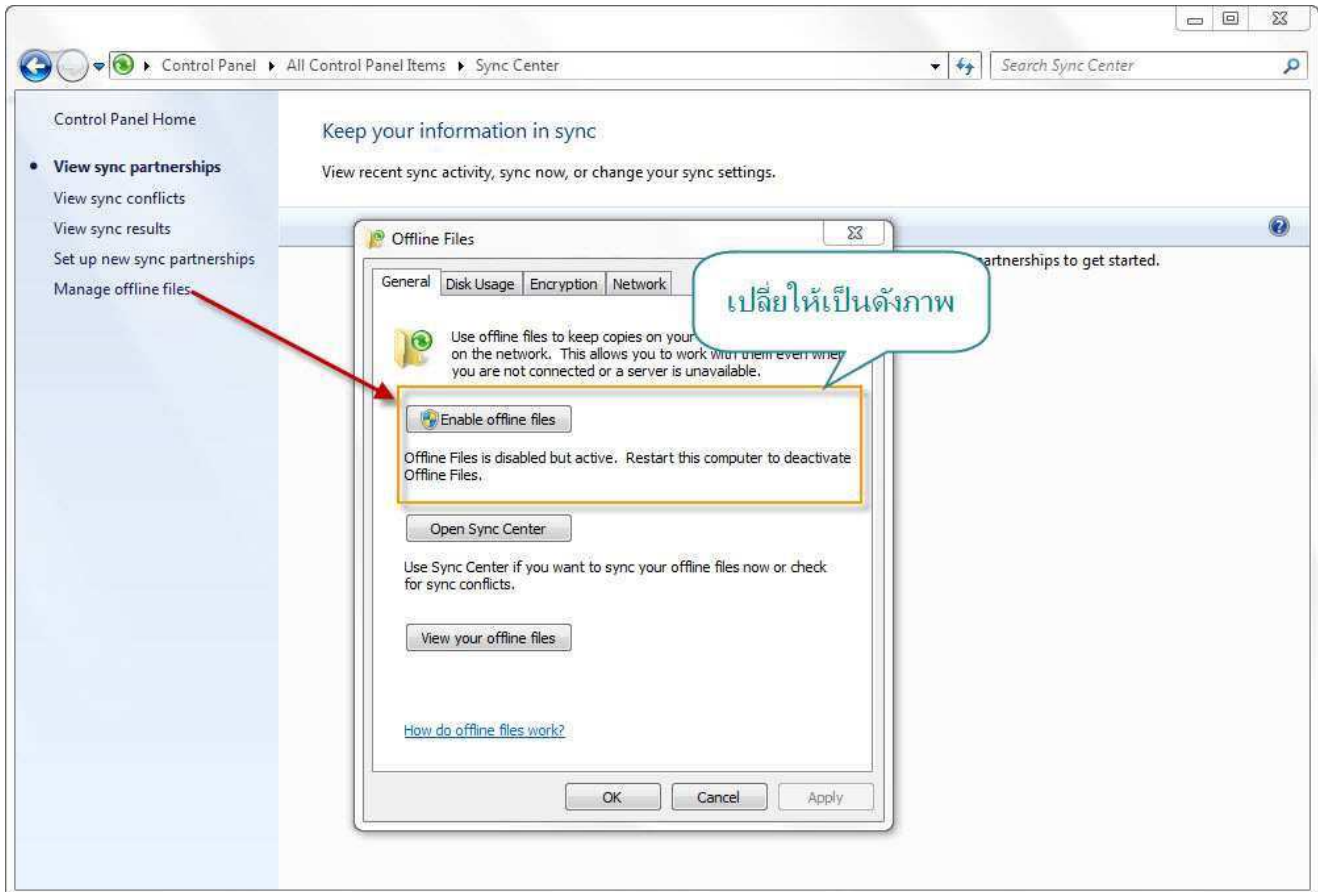 Control Panel ▸ All Control Panel Items ▸ Sync Center
Search Sync Center
Control Panel Home
View sync partnerships
View sync conflicts
View sync results
Set up new sync partnerships
Manage offline files
Keep your information in sync
View recent sync activity, sync now, or change your sync settings.
partnerships to get started.
Offline Files
General Disk Usage Encryption Network
เปลี่ยให้เป็นดังภาพ
Use offline files to keep copies on your
on the network. This allows you to work with them even when
you are not connected or a server is unavailable.
Enable offline files
Offline Files is disabled but active. Restart this computer to deactivate
Offline Files.
Open Sync Center
Use Sync Center if you want to sync your offline files now or check
for sync conflicts.
View your offline files
How do offline files work?
OK Cancel Apply